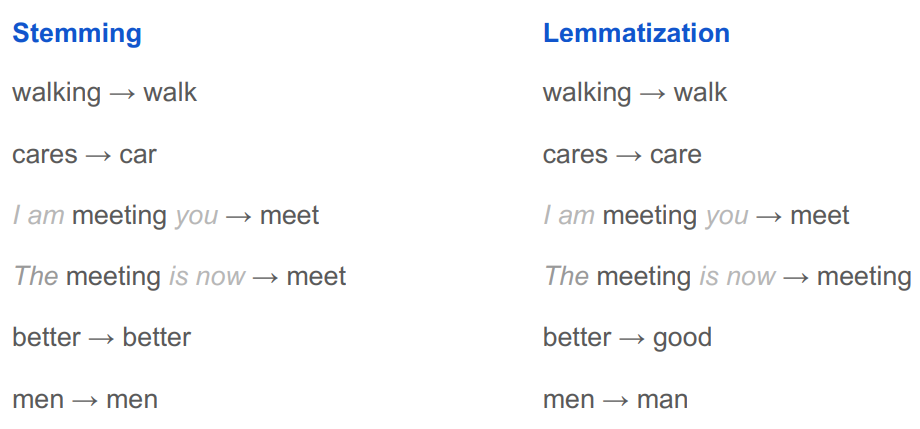 Stemming Lemmatization
walking → walk walking → walk
cares → car cares → care
I am meeting you → meet I am meeting you → meet
The meeting is now → meet The meeting is now → meeting
better → better better → good
men → men men → man